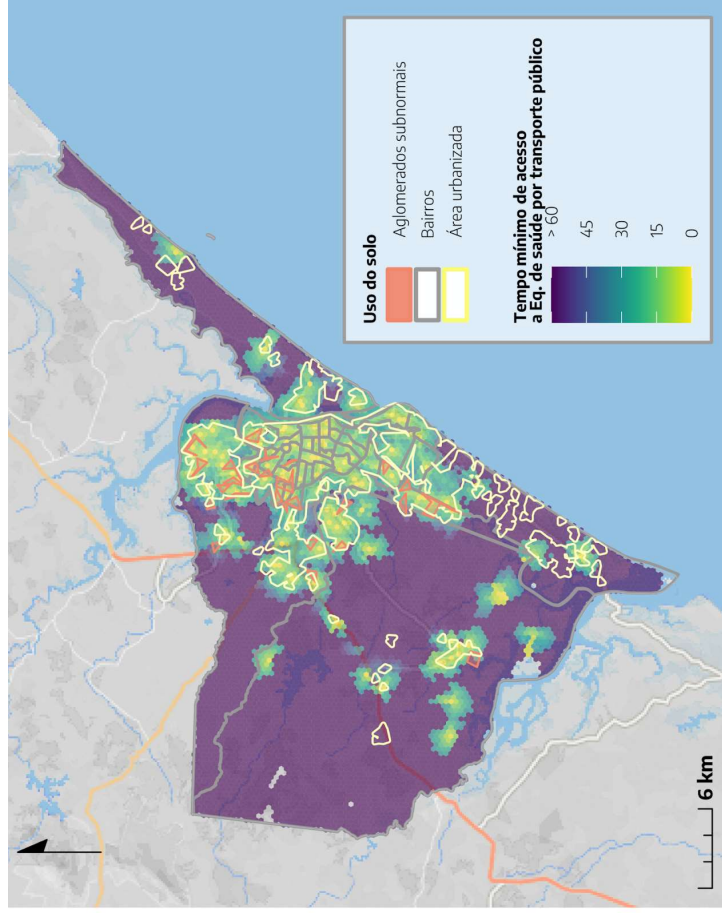 Uso do solo
Aglomerados subnormais
Bairros
Área urbanizada
Tempo mínimo de acesso
a Eq. de saúde por transporte público
> 60
45
30
15
0
6 km